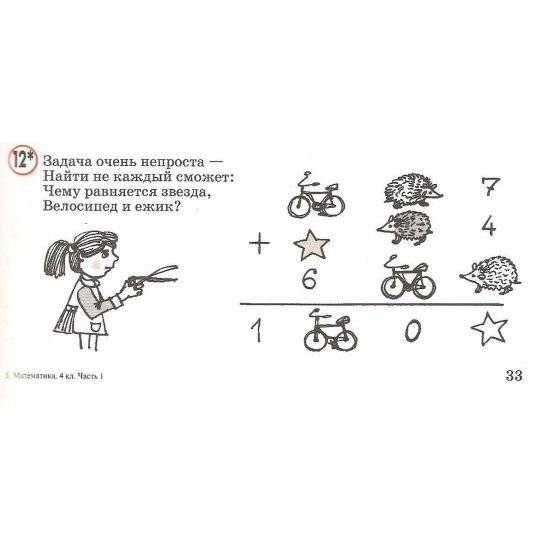 12*
Задача очень непроста —
Найти не каждый сможет:
Чему равняется звезда,
Велосипед и ежик?
7
4
+
6
1 0
5. Математика, 4 кл. Часть 1
33